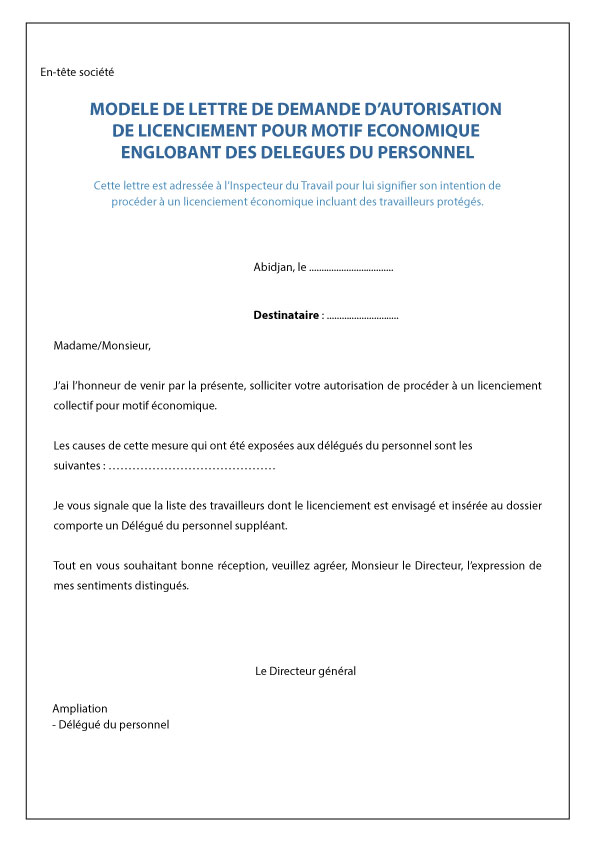 En-tête société
MODELE DE LETTRE DE DEMANDE D’AUTORISATION
DE LICENCIEMENT POUR MOTIF ECONOMIQUE
ENGLOBANT DES DELEGUES DU PERSONNEL
Cette lettre est adressée à l’Inspecteur du Travail pour lui signifier son intention de
procéder à un licenciement économique incluant des travailleurs protégés.
Abidjan, le ..................................
Destinataire : .............................
Madame/Monsieur,
J’ai l’honneur de venir par la présente, solliciter votre autorisation de procéder à un licenciement
collectif pour motif économique.
Les causes de cette mesure qui ont été exposées aux délégués du personnel sont les
suivantes : ……………………………………
Je vous signale que la liste des travailleurs dont le licenciement est envisagé et insérée au dossier
comporte un Délégué du personnel suppléant.
Tout en vous souhaitant bonne réception, veuillez agréer, Monsieur le Directeur, l’expression de
mes sentiments distingués.
Le Directeur général
Ampliation
- Délégué du personnel